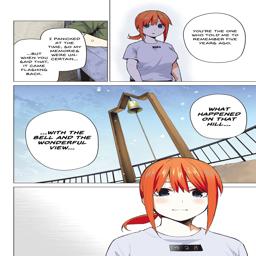 YOU'RE THE
ONE WHO
TOLD ME TO
REMEMBER FIVE
YEARS AGO.
I PANICKED
AT THE
TIME, SO MY
MEMORIES
WERE UN-
CERTAIN...
...BUT
WHEN YOU
SAID THAT,
IT CAME
FLASHING
BACK.
WHAT
HAPPENED
ON THAT
HILL...
...WITH THE
BELL AND THE
WONDERFUL
VIEW...